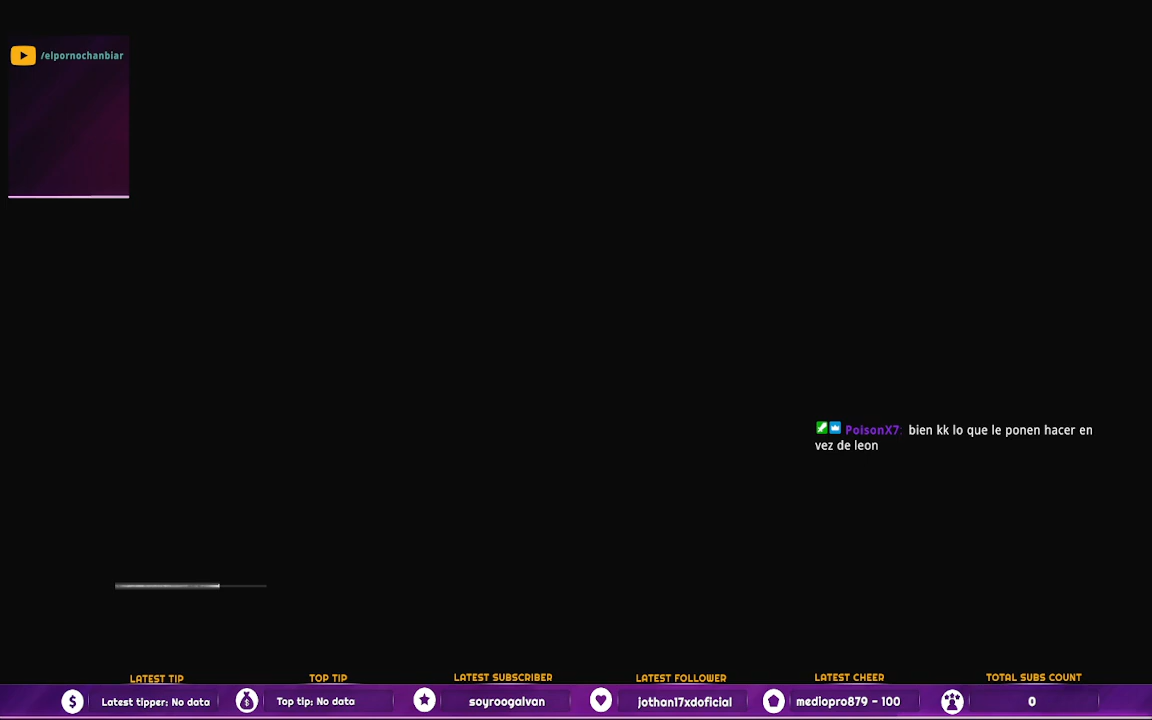 /elpornochanbiar
PoisonX7: bien kk lo que le ponen hacer en
vez de leon
LATEST TIP
Latest tipper: No data
TOP TIP
Top tip: No data
LATEST SUBSCRIBER
soyroogalvan
LATEST FOLLOWER
jothan17xdoficial
LATEST CHEER
mediopro879 - 100
TOTAL SUBS COUNT
0